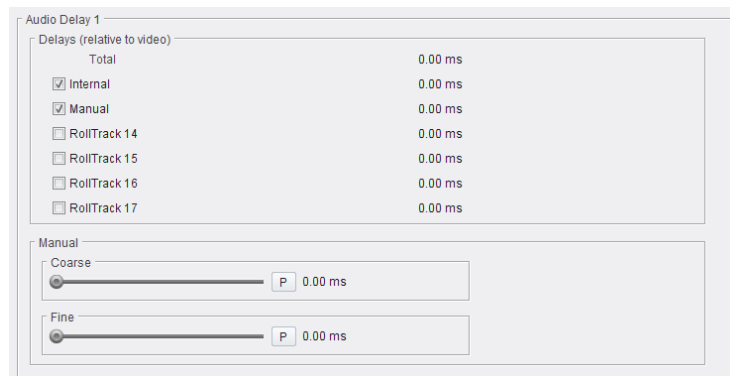 Audio Delay 1
Delays (relative to video)
Total 0.00 ms
Internal 0.00 ms
Manual 0.00 ms
RollTrack 14 0.00 ms
RollTrack 15 0.00 ms
RollTrack 16 0.00 ms
RollTrack 17 0.00 ms
Manual
Coarse
P 0.00 ms
Fine
P 0.00 ms